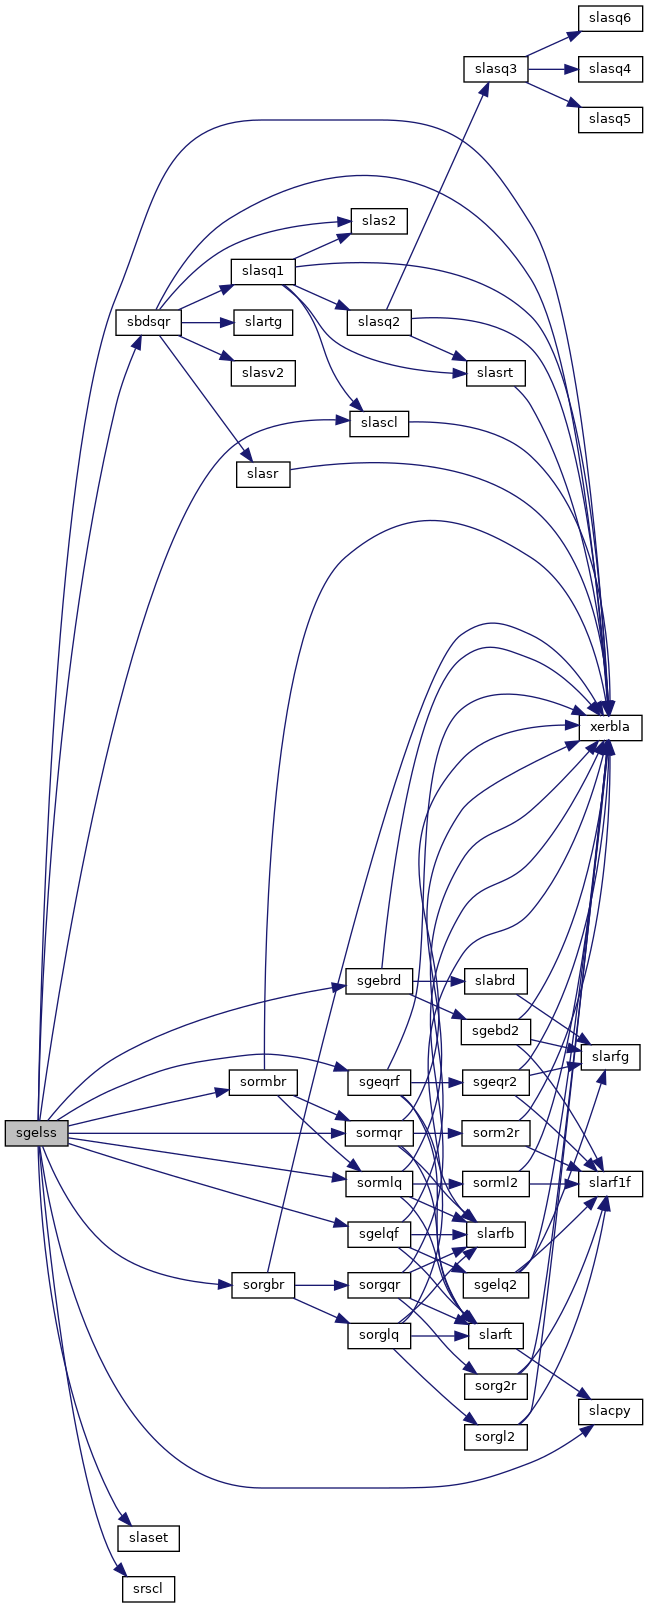 slasq6
slasq3
slasq4
slasq5
slas2
slasq1
sbdsqr
slartg
slasq2
slasv2
slasrt
slascl
slasr
xerbla
sgebrd
slabrd
sgebd2
slarfg
sormbr
sgeqrf
sgeqr2
sgelss
sormqr
sorm2r
sormlq
sorml2
slarf1f
sgelqf
slarfb
sorgbr
sorgqr
sgelq2
sorglq
slarft
sorg2r
slacpy
sorgl2
slaset
srscl